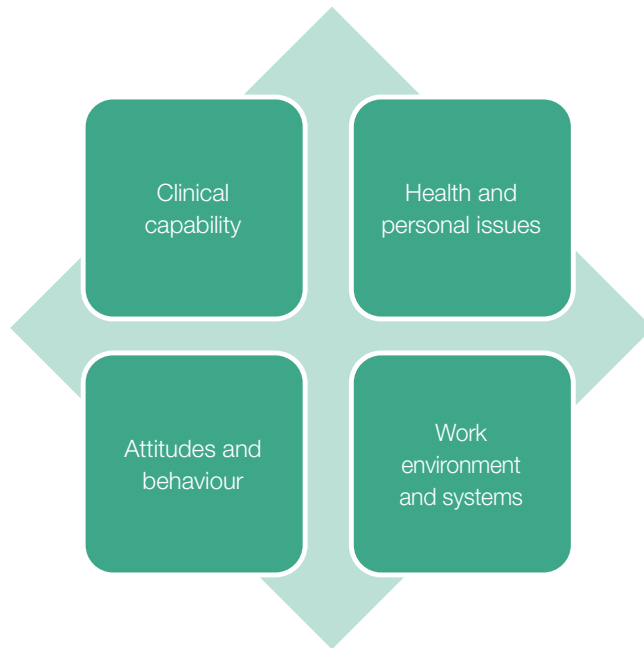 Clinical
capability
Health and
personal issues
Attitudes and
behaviour
Work
environment
and systems